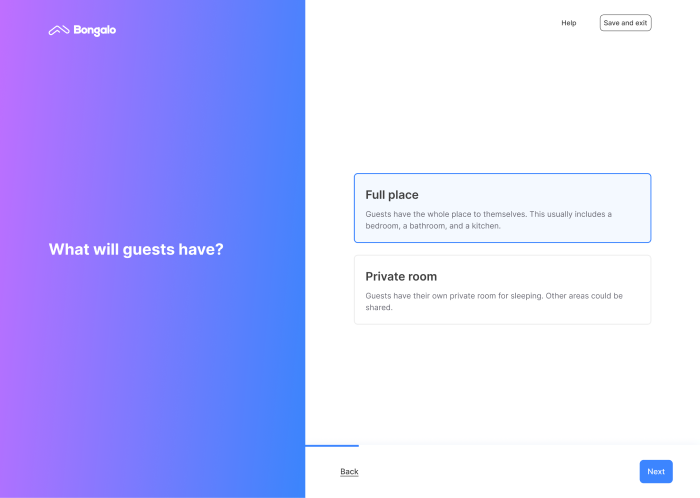 Bongalo
Help
Save and exit
What will guests have?
Full place
Guests have the whole place to themselves. This usually includes a
bedroom, a bathroom, and a kitchen.
Private room
Guests have their own private room for sleeping. Other areas could be
shared.
Back
Next